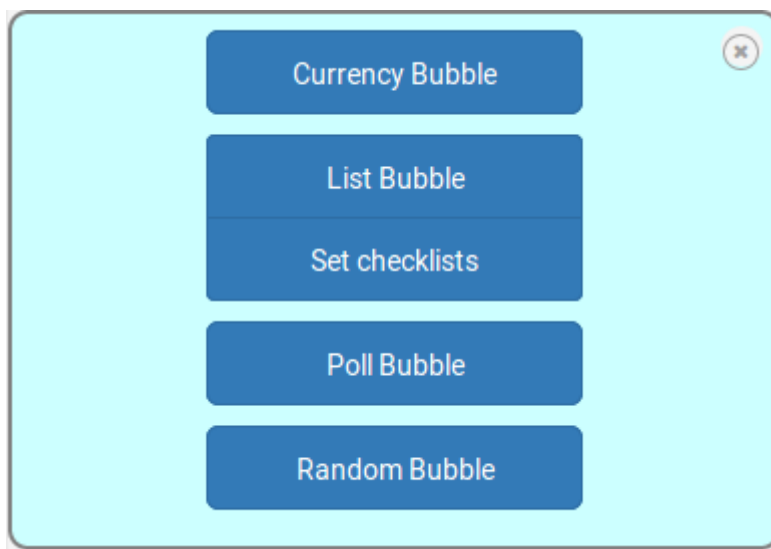 Currency Bubble
List Bubble
Set checklists
Poll Bubble
Random Bubble